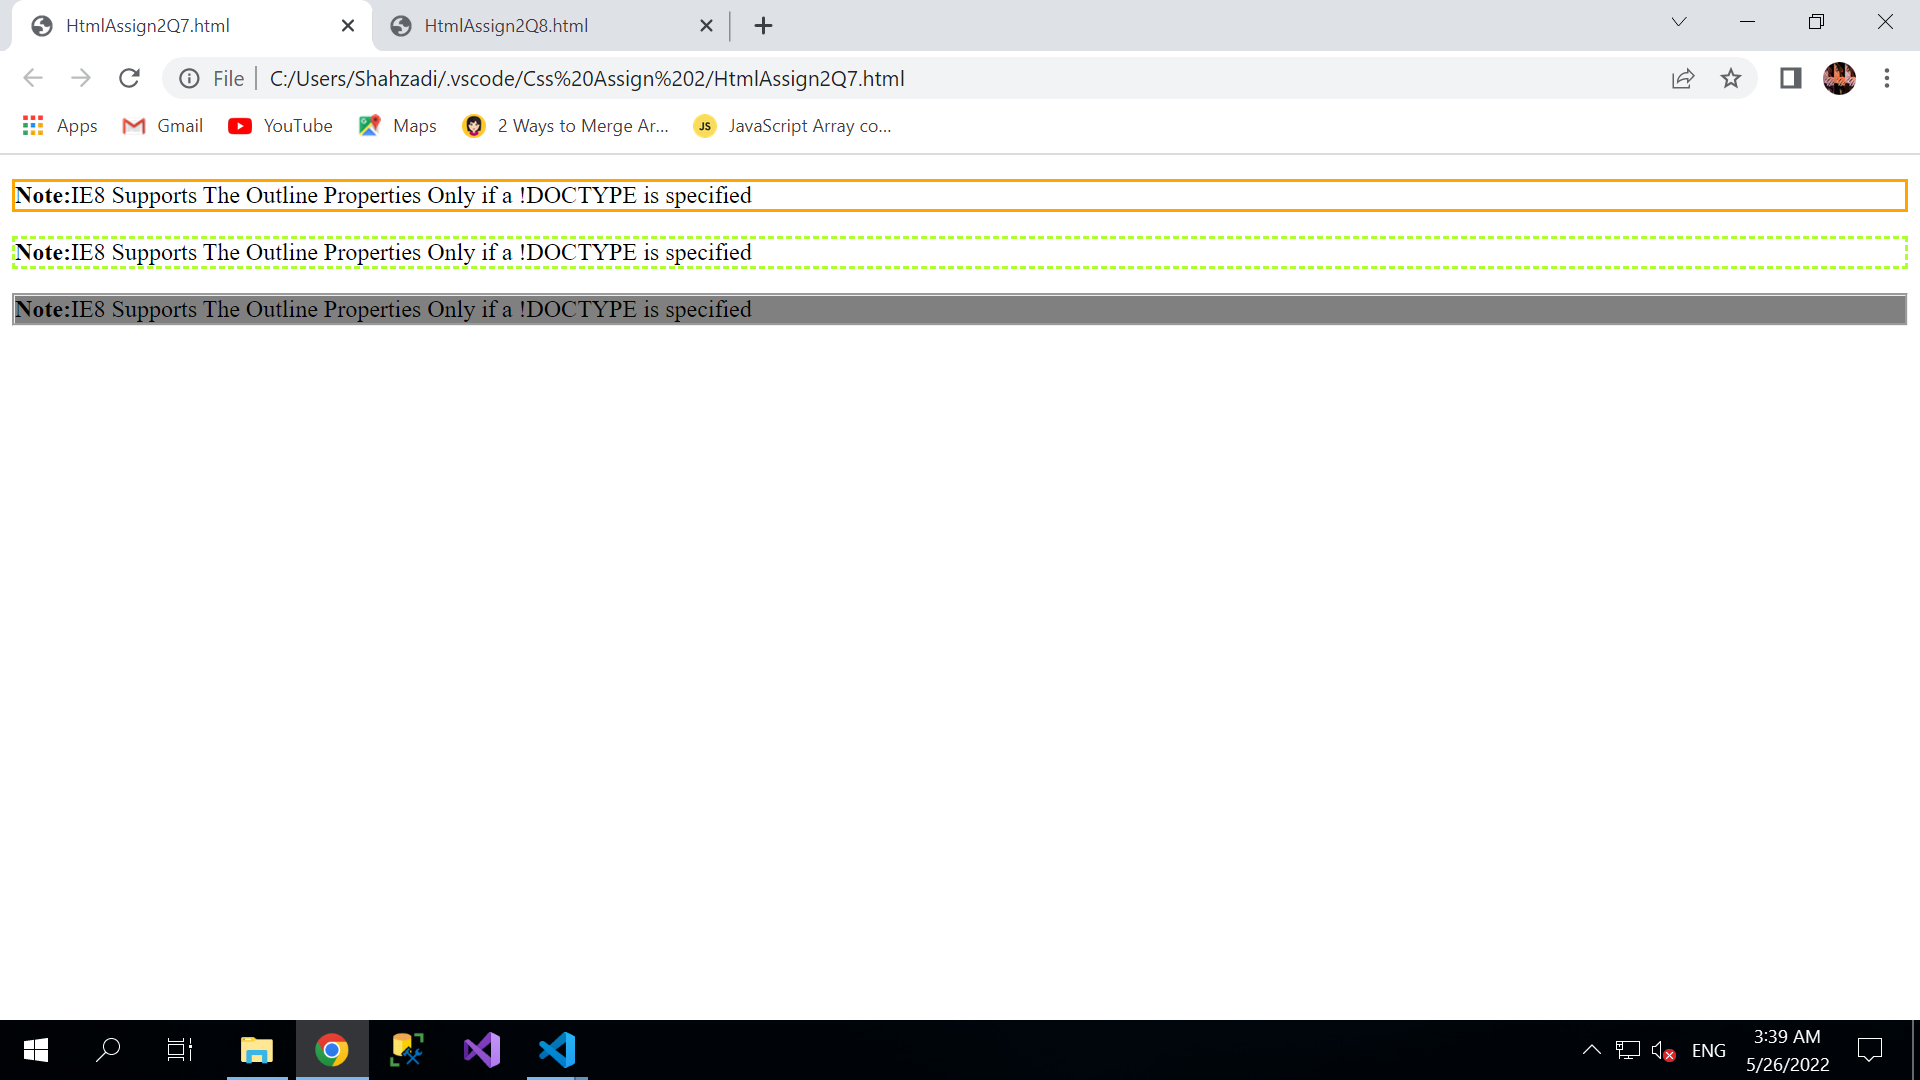 HtmlAssign2Q7.html
HtmlAssign2Q8.html
File
C:/Users/Shahzadi/.vscode/Css%20Assign%202/HtmlAssign2Q7.html
Apps
Gmail
YouTube
Maps
2 Ways to Merge Ar...
JS
JavaScript Array co...
Note:IE8 Supports The Outline Properties Only if a !DOCTYPE is specified
Note:IE8 Supports The Outline Properties Only if a !DOCTYPE is specified
Note:IE8 Supports The Outline Properties Only if a !DOCTYPE is specified
ENG
3:39 AM
5/26/2022